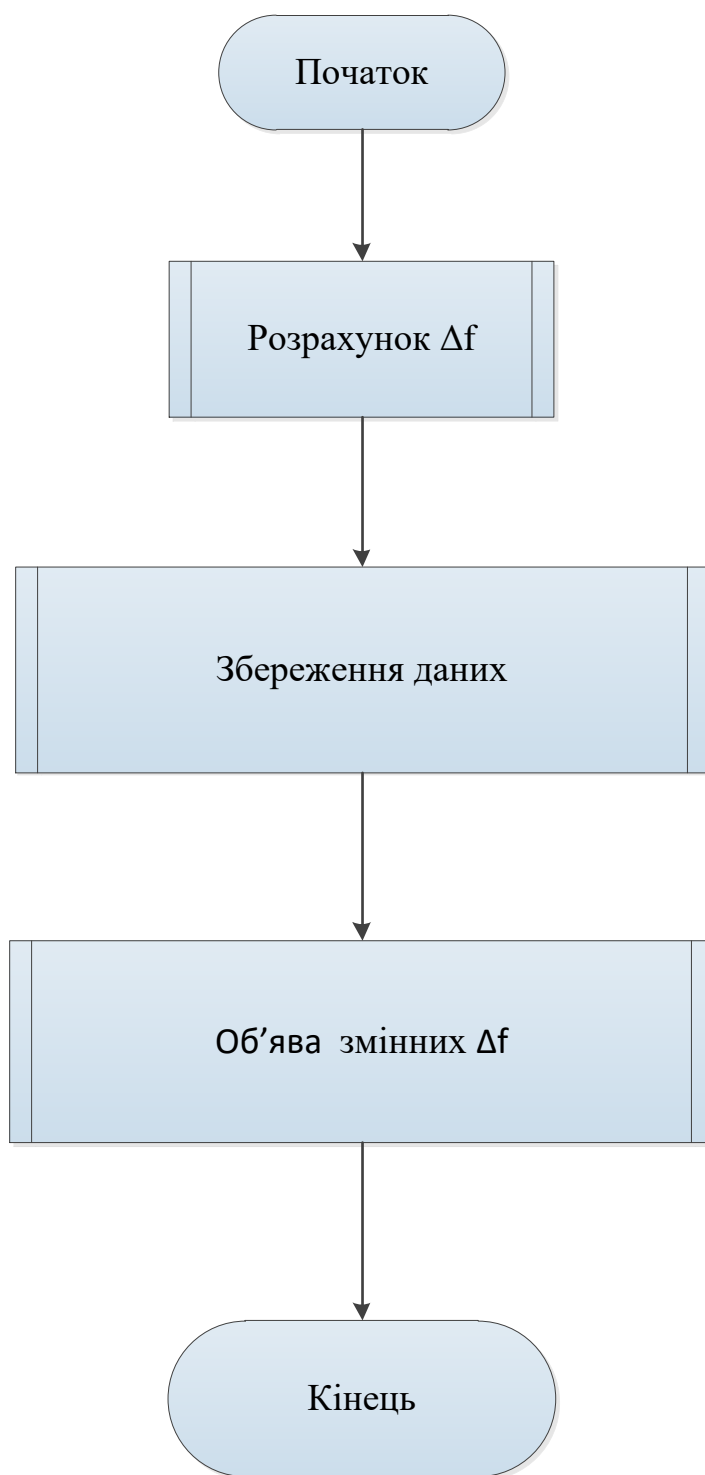 Початок
Розрахунок Δf
Збереження даних
Об’ява змінних Δf
Кінець